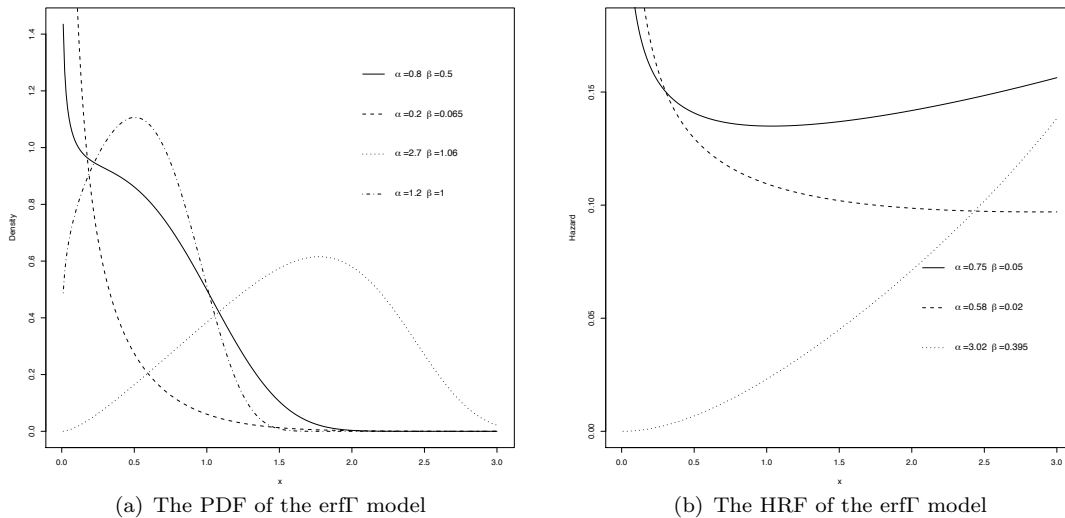 1.4
1.2
1.0
0.8
0.6
0.4
0.2
0.0
Density
α=0.8 β=0.5
α=0.2 β=0.065
α=2.7 β=1.06
α=1.2 β=1
0.0 0.5 1.0 1.5 2.0 2.5 3.0
x
(a) The PDF of the erfΓ model
0.15
0.10
0.05
0.00
Hazard
α=0.75 β=0.05
α=0.58 β=0.02
α=3.02 β=0.395
0.0 0.5 1.0 1.5 2.0 2.5 3.0
x
(b) The HRF of the erfΓ model